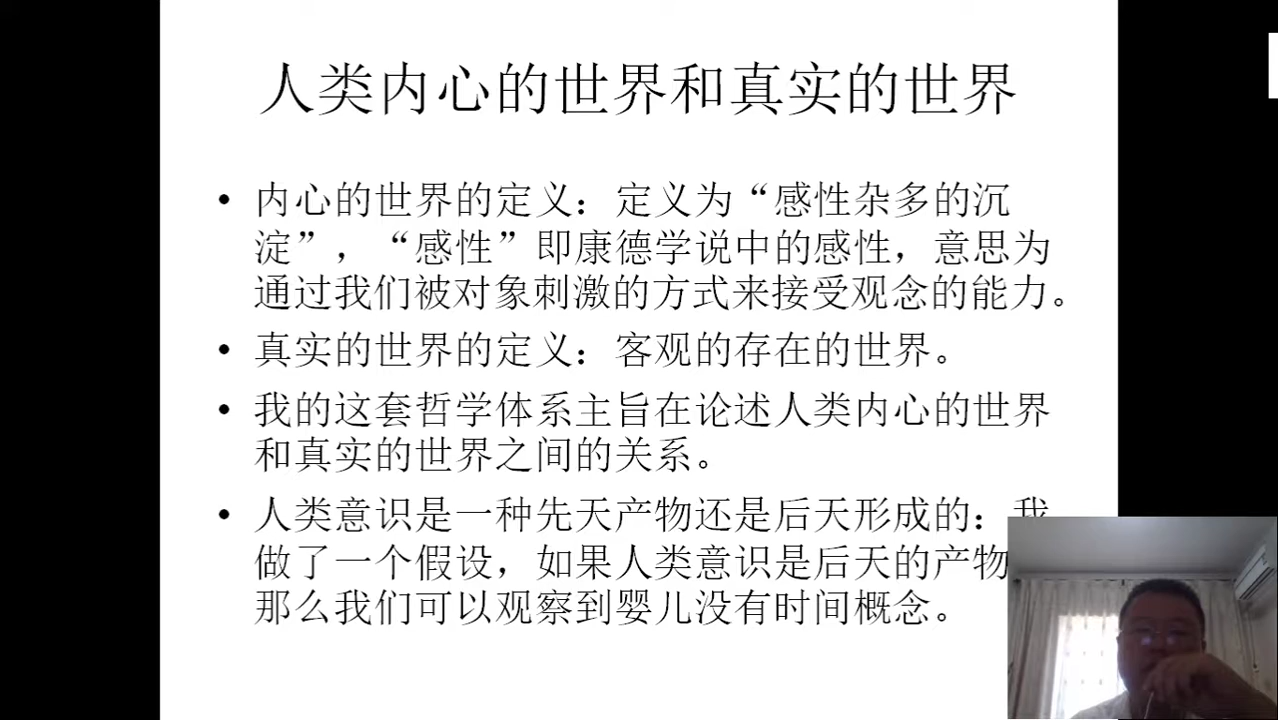 人类内心的世界和真实的世界
• 内心的世界的定义：定义为“感性杂多的沉
淀”，“感性”即康德学说中的感性，意思为
通过我们被对象刺激的方式来接受观念的能力。
• 真实的世界的定义：客观的存在的世界。
• 我的这套哲学体系主旨在论述人类内心的世界
和真实的世界之间的关系。
• 人类意识是一种先天产物还是后天形成的：我
做了一个假设，如果人类意识是后天的产物
那么我们可以观察到婴儿没有时间概念。